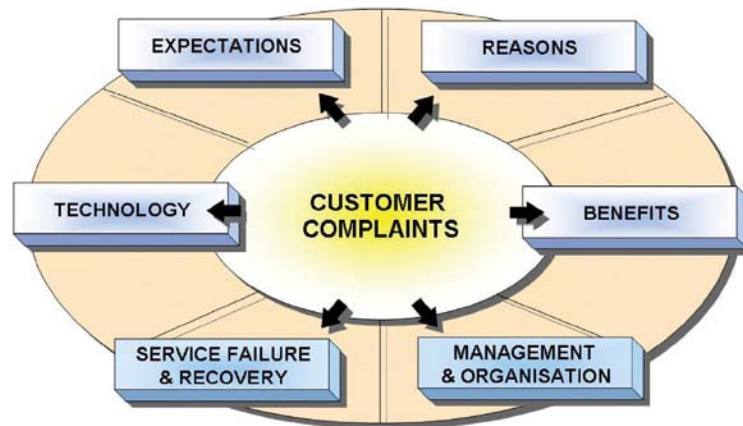 EXPECTATIONS
REASONS
TECHNOLOGY
CUSTOMER
COMPLAINTS
BENEFITS
SERVICE FAILURE
& RECOVERY
MANAGEMENT
& ORGANISATION